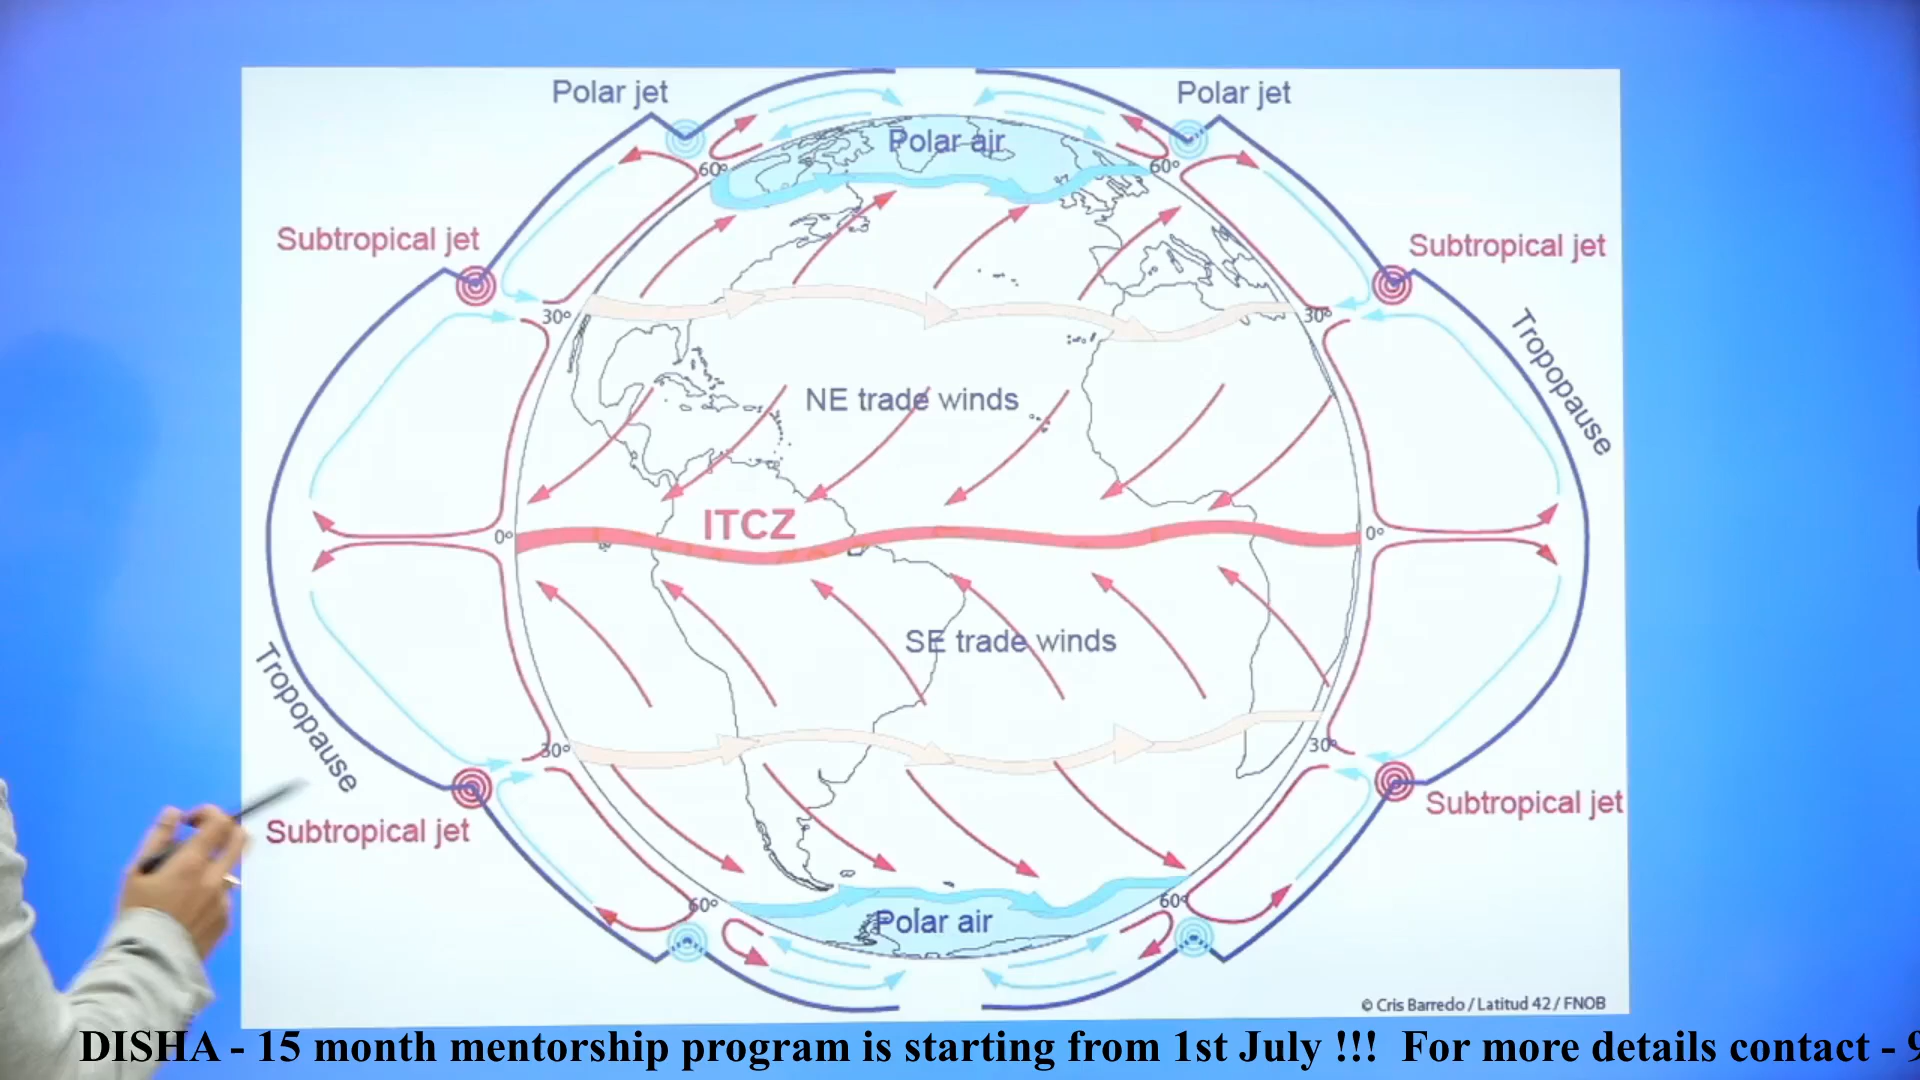 Polar jet
Polar jet
Polar air
60°
60°
Subtropical jet
Subtropical jet
30°
30°
Tropopause
NE trade winds
ITCZ
0°
0°
SE trade winds
Tropopause
30°
30°
Subtropical jet
Subtropical jet
60°
60°
Polar air
© Cris Barredo / Latitud 42 / FNOB
DISHA - 15 month mentorship program is starting from 1st July !!! For more details contact - 9